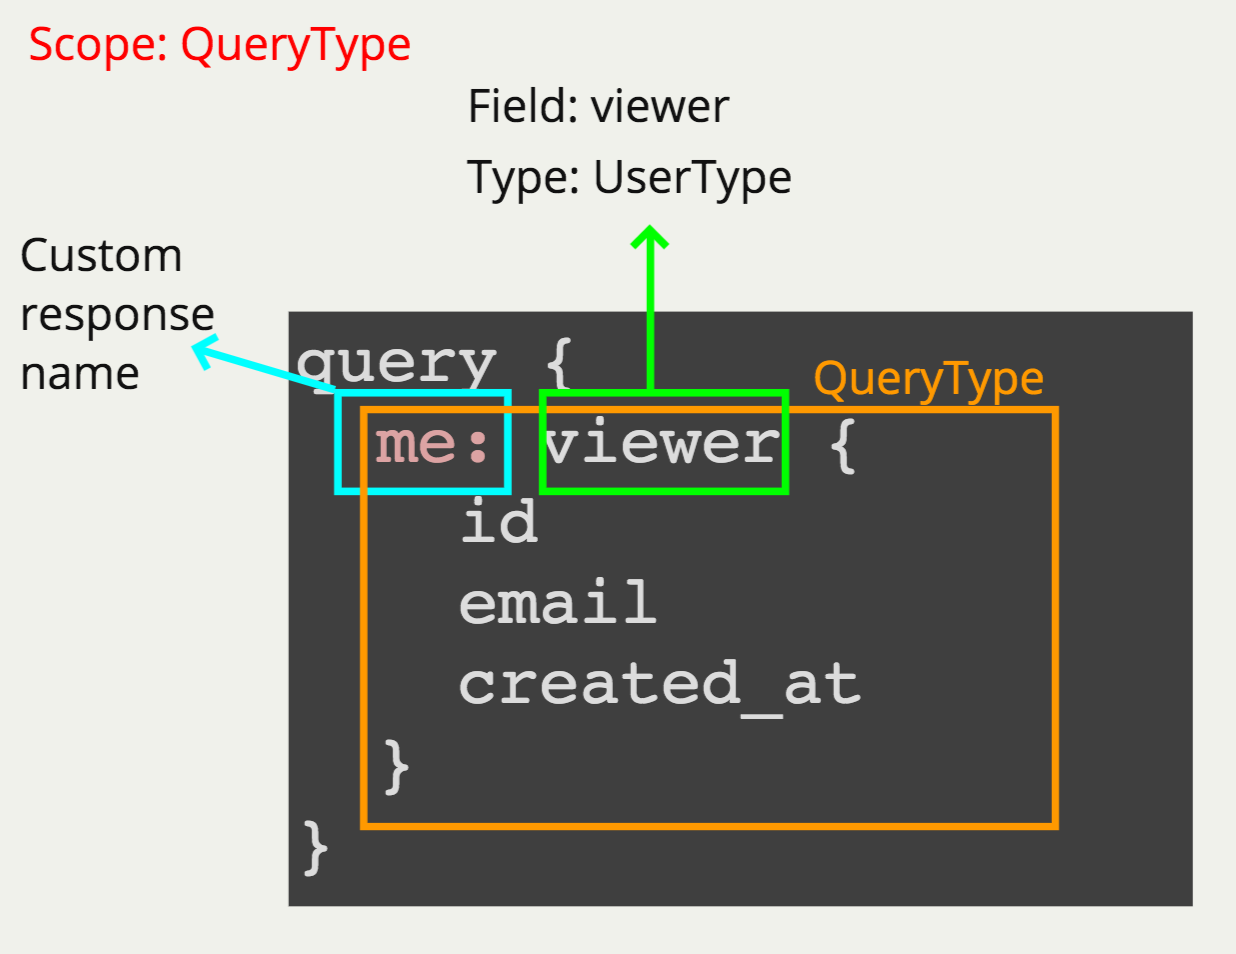 Scope: QueryType
Field: viewer
Type: UserType
Custom
response
name
query {
QueryType
me: viewer {
id
email
created_at
}
}